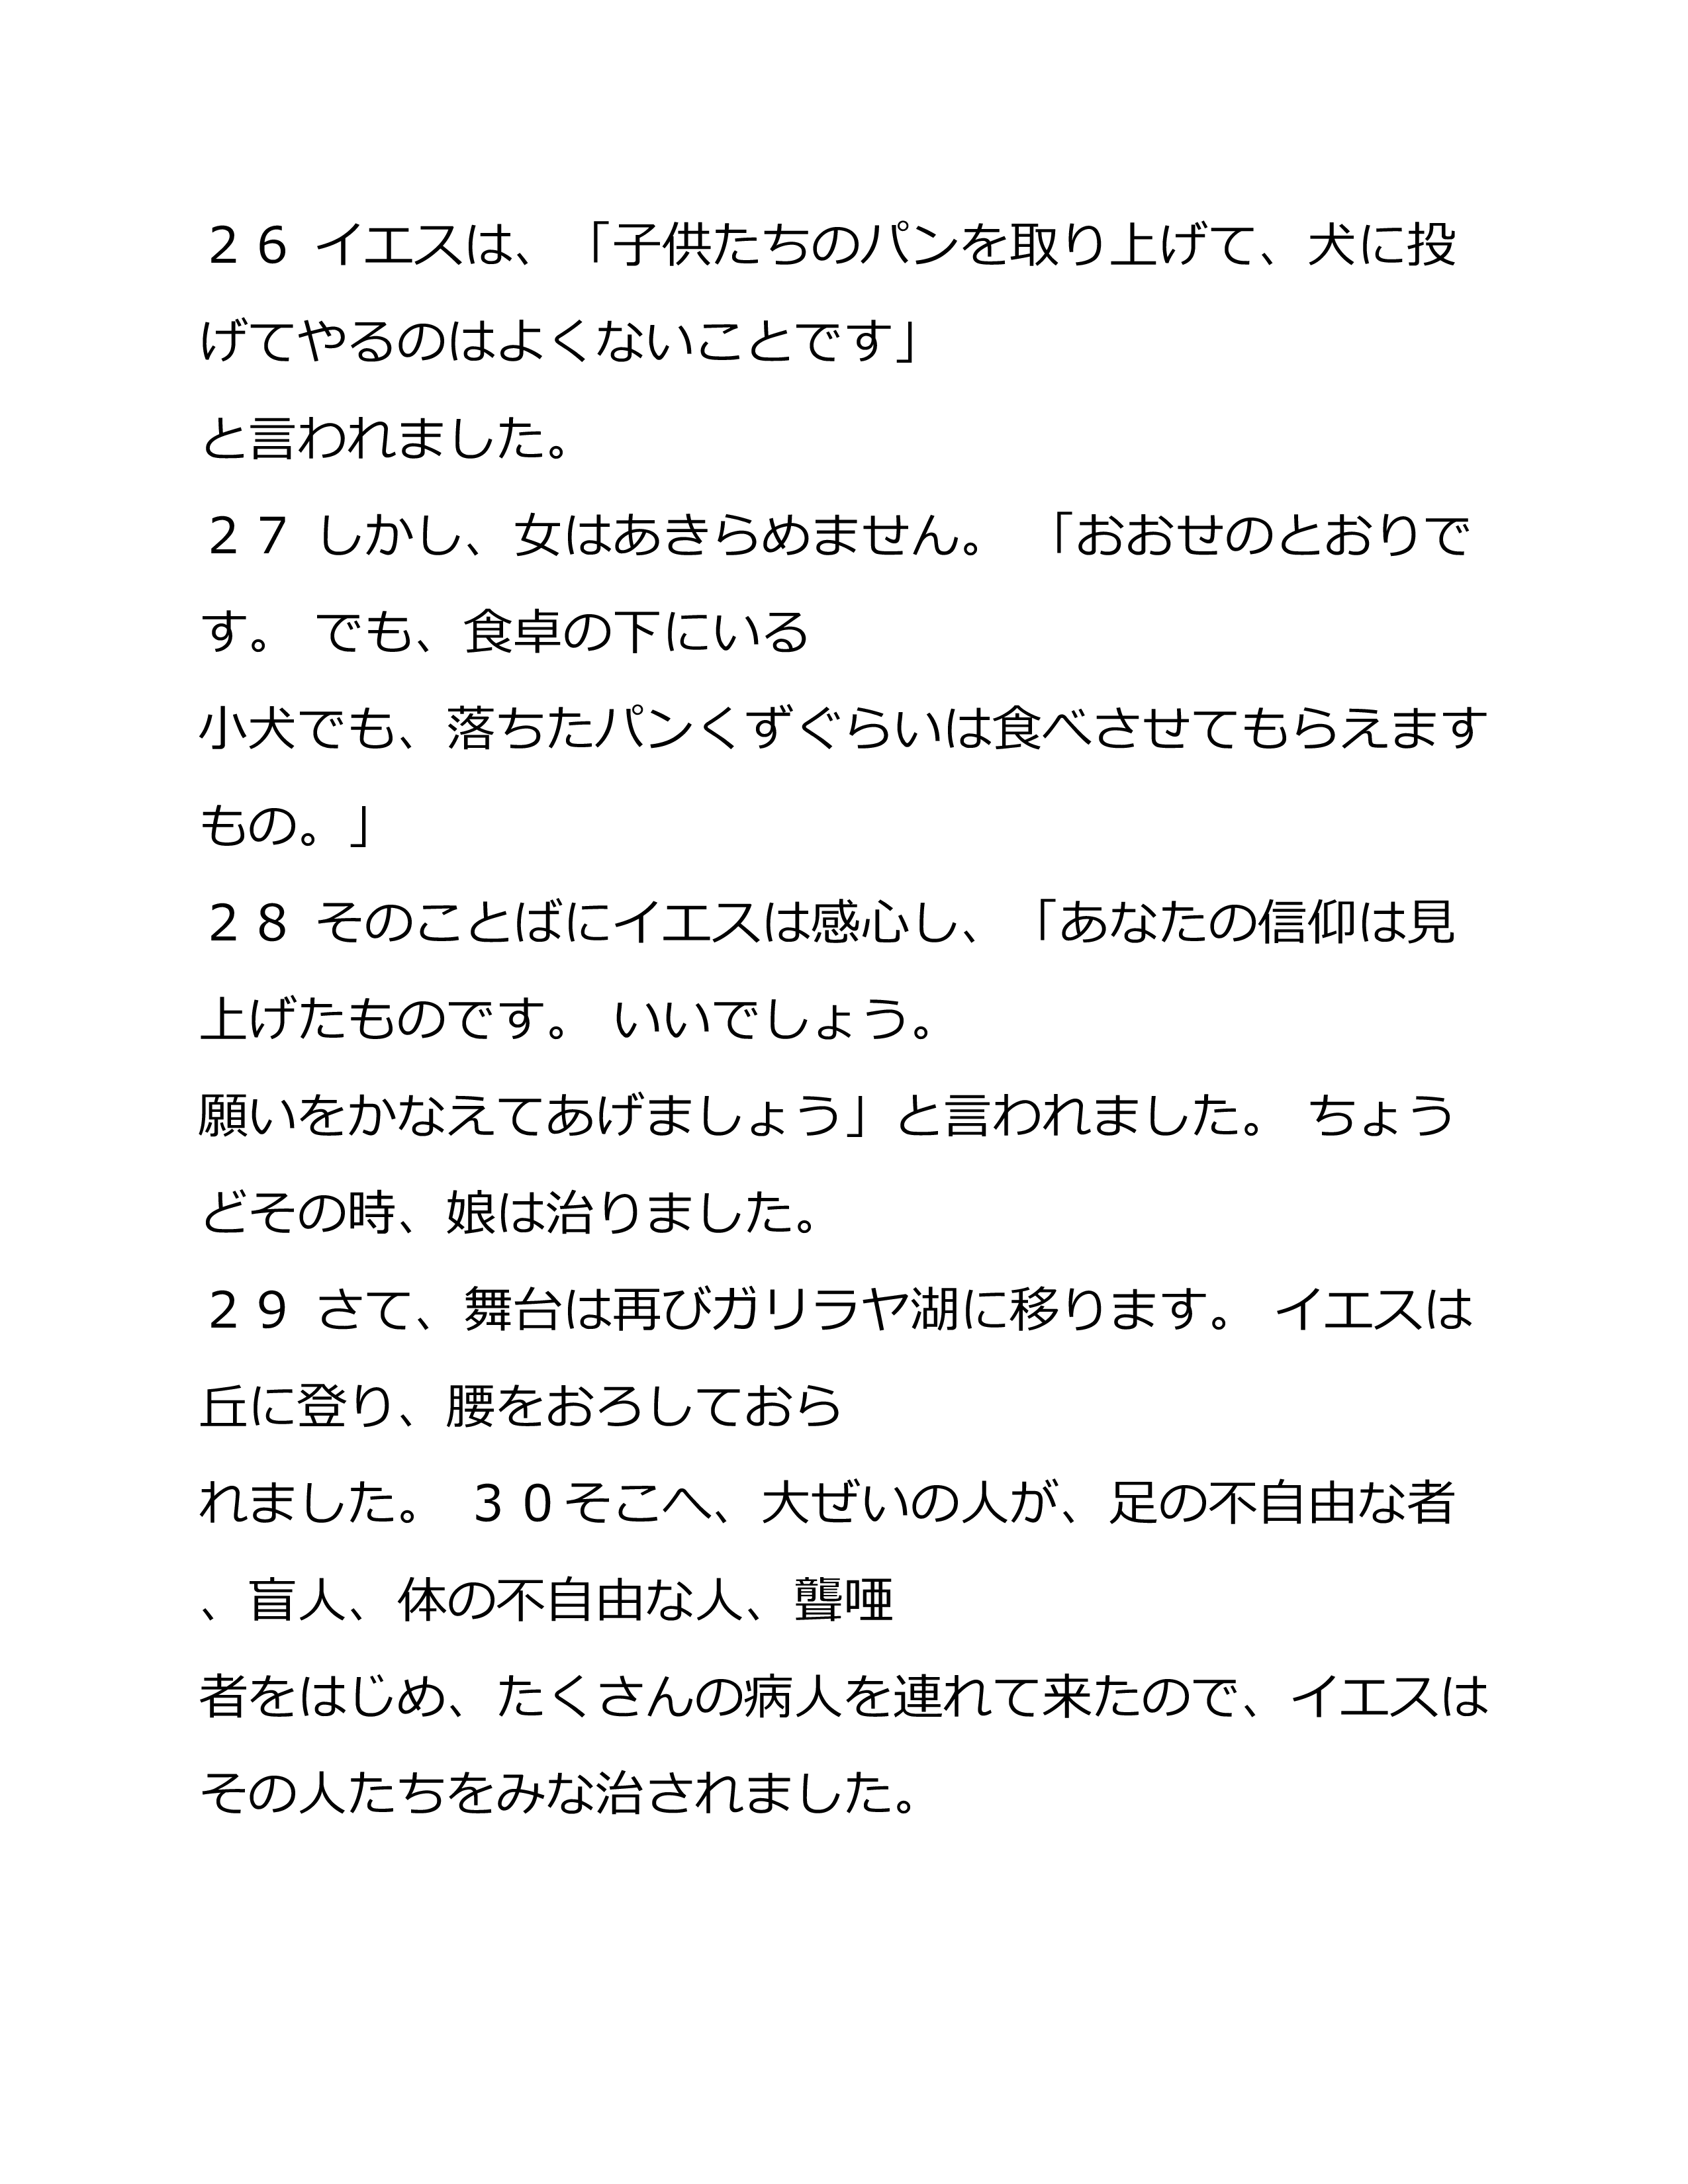 ２６ イエスは、「子供たちのパンを取り上げて、犬に投
げてやるのはよくないことです」
と言われました。
２７ しかし、女はあきらめません。 「おおせのとおりで
す。 でも、食卓の下にいる
小犬でも、落ちたパンくずぐらいは食べさせてもらえます
もの。」
２８ そのことばにイエスは感心し、「あなたの信仰は見
上げたものです。 いいでしょう。
願いをかなえてあげましょう」と言われました。 ちょう
どその時、娘は治りました。
２９ さて、舞台は再びガリラヤ湖に移ります。 イエスは
丘に登り、腰をおろしておら
れました。 ３０そこへ、大ぜいの人が、足の不自由な者
、盲人、体の不自由な人、聾唖
者をはじめ、たくさんの病人を連れて来たので、イエスは
その人たちをみな治されました。